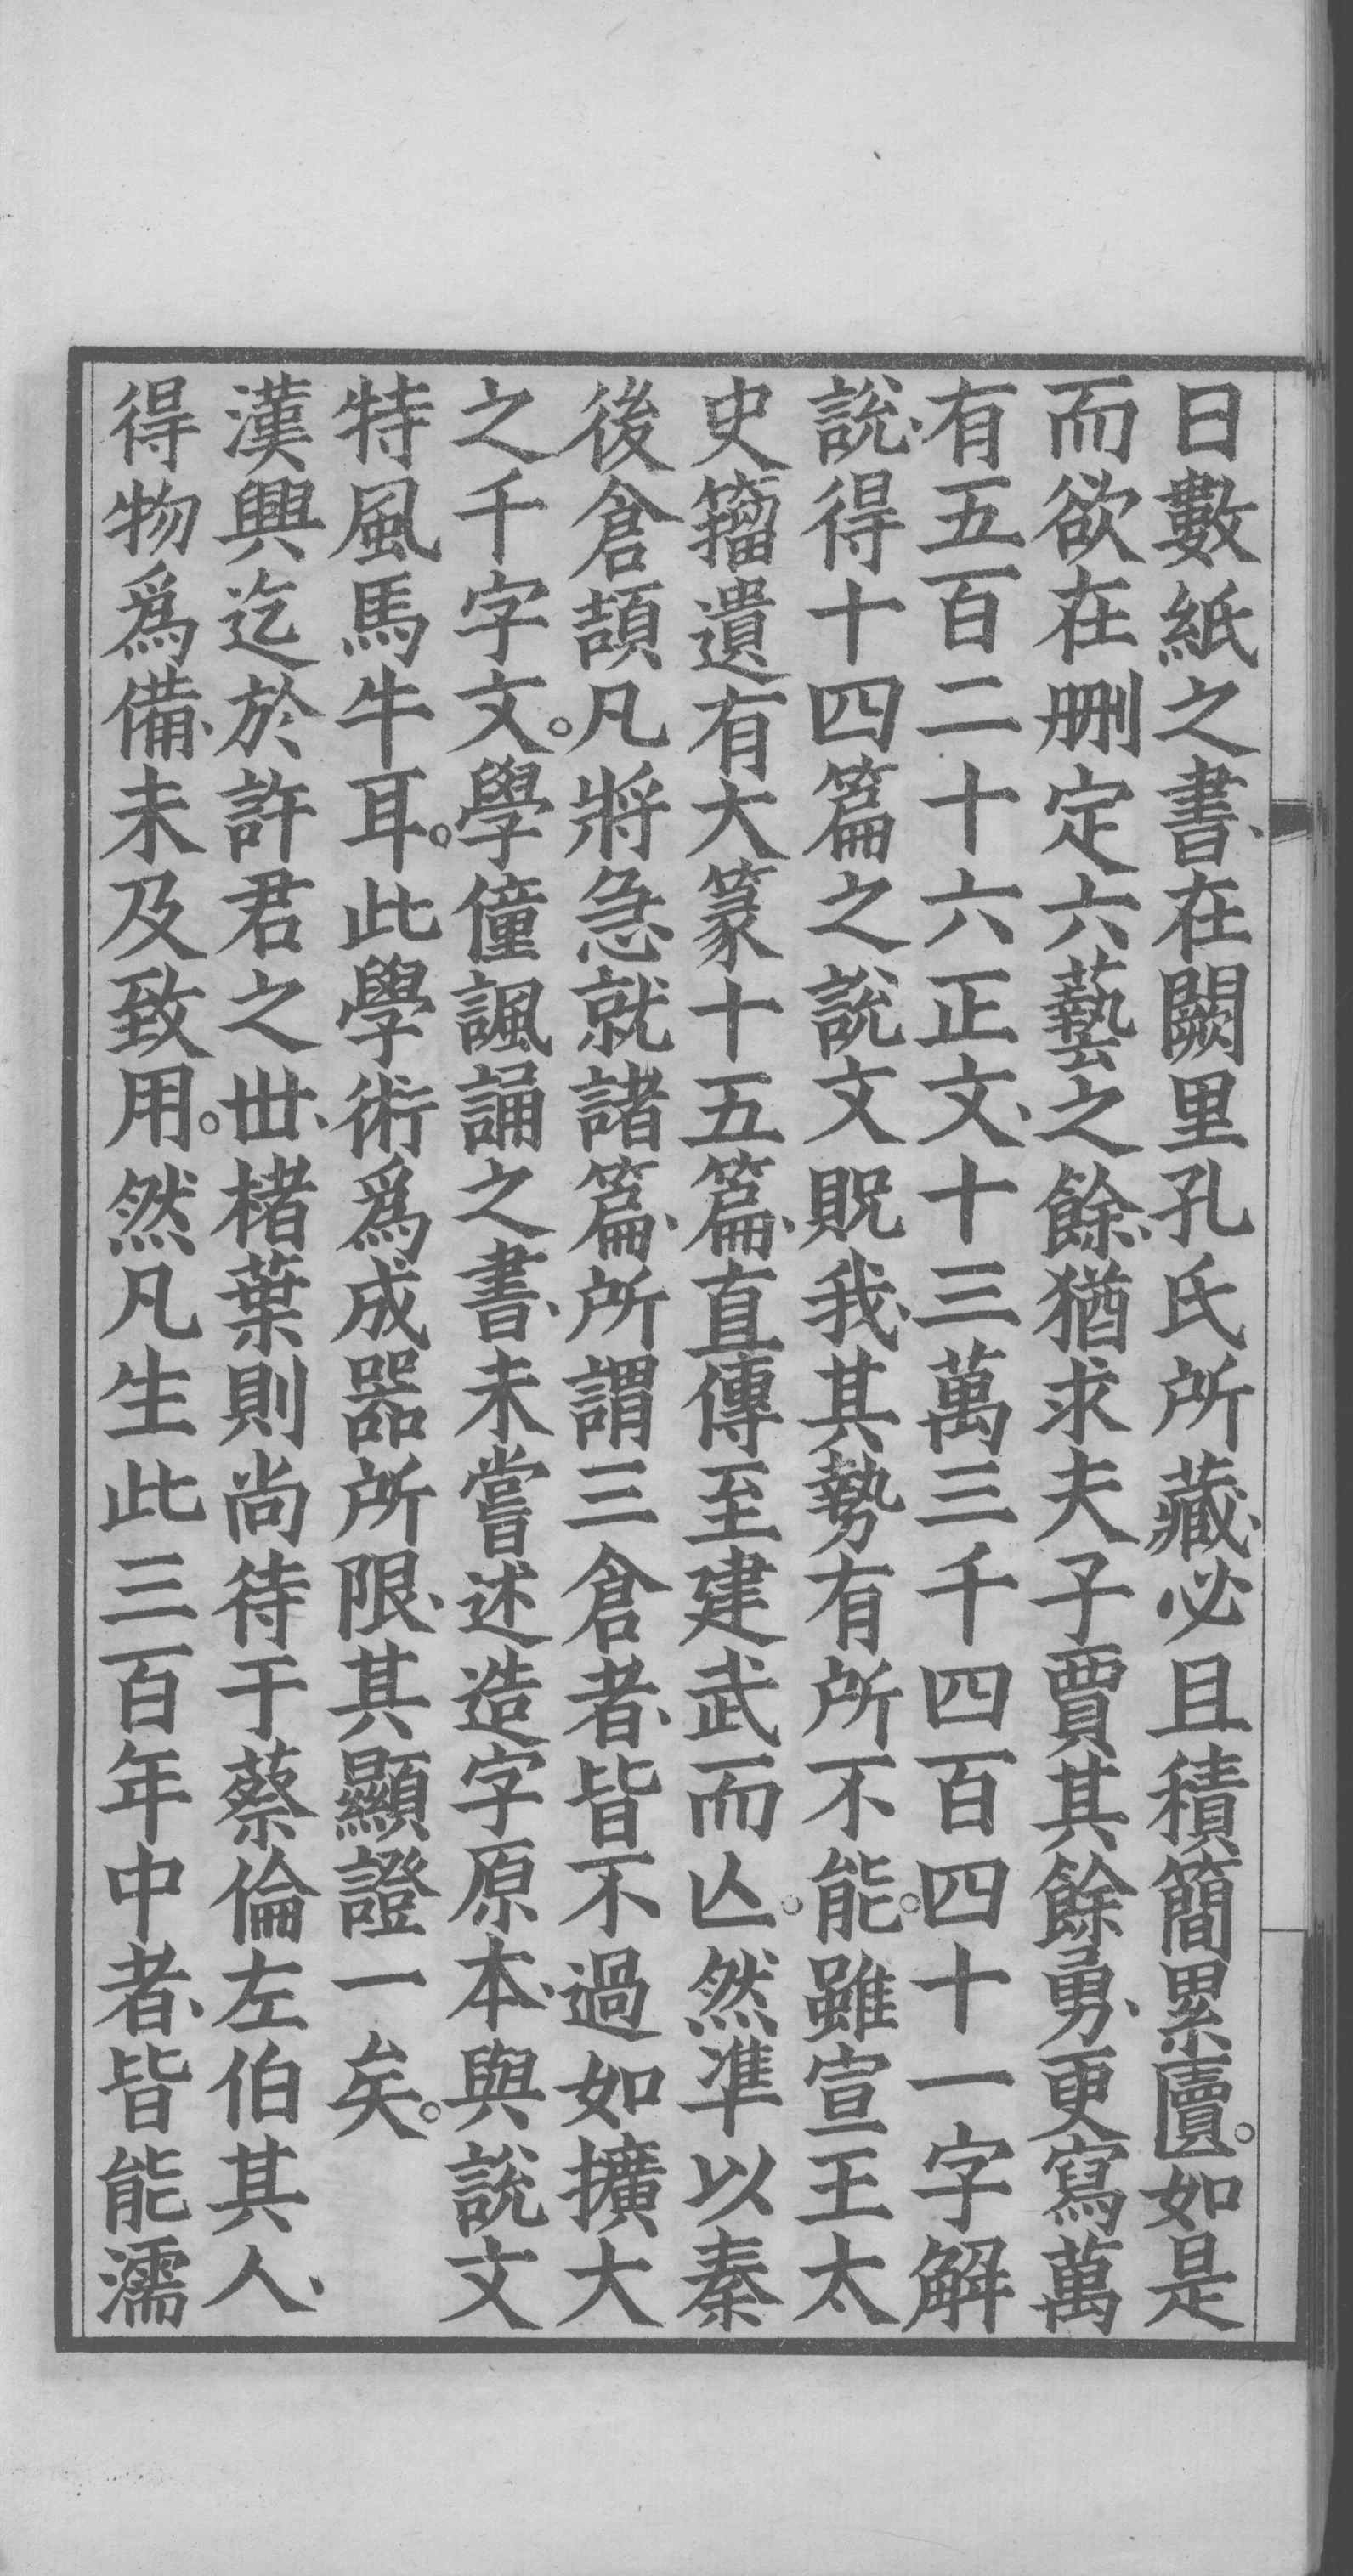 日數紙之書、在闕里孔氏所藏、必且積簡累匵。如是
而欲在刪定六藝之餘、猶求夫子賈其餘勇、更寫萬
有五百二十六正文、十三萬三千四百四十一字解
說、得十四篇之說文貺我、其勢有所不能。雖宣王太
史籀遺有大篆十五篇、直傳至建武而亾。然準以秦
後倉頡凡將急就諸篇、所謂三倉者、皆不過如擴大
之千字文。學僮諷誦之書、未嘗述造字原本、與說文
特風馬牛耳。此學術爲成器所限、其顯證一矣。
漢興迄於許君之世、楮葉則尚待于蔡倫左伯其人、
得物爲備、未及致用。然凡生此三百年中者、皆能濡